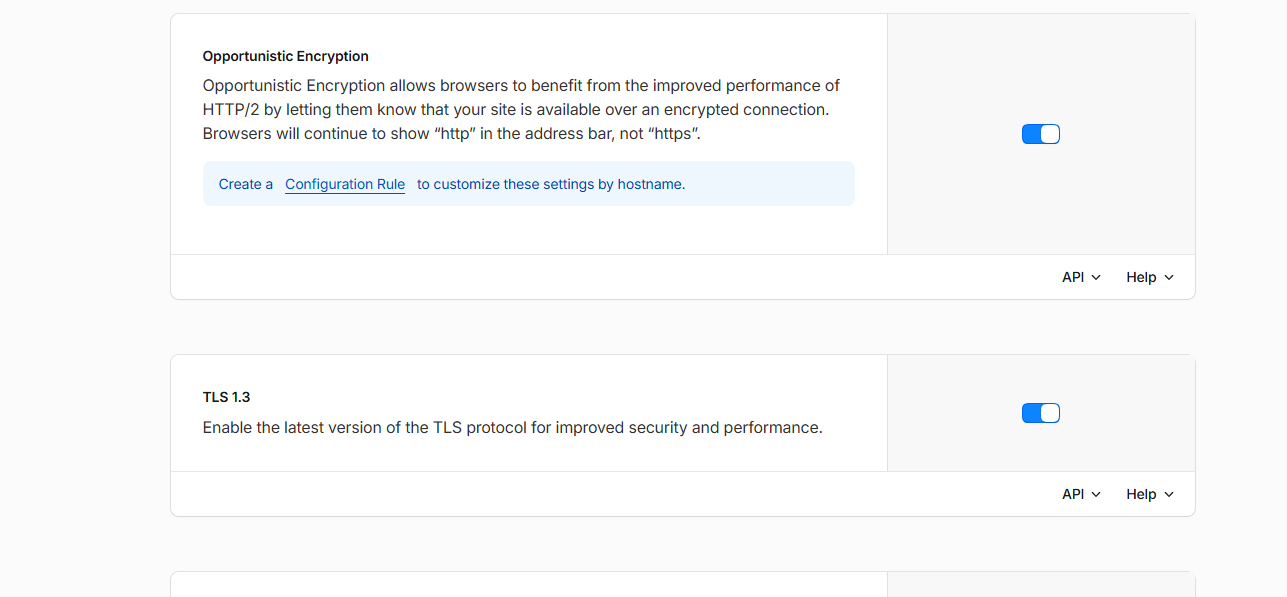 Opportunistic Encryption
Opportunistic Encryption allows browsers to benefit from the improved performance of
HTTP/2 by letting them know that your site is available over an encrypted connection.
Browsers will continue to show “http” in the address bar, not “https”.
Create a Configuration Rule to customize these settings by hostname.
API Help
TLS 1.3
Enable the latest version of the TLS protocol for improved security and performance.
API Help